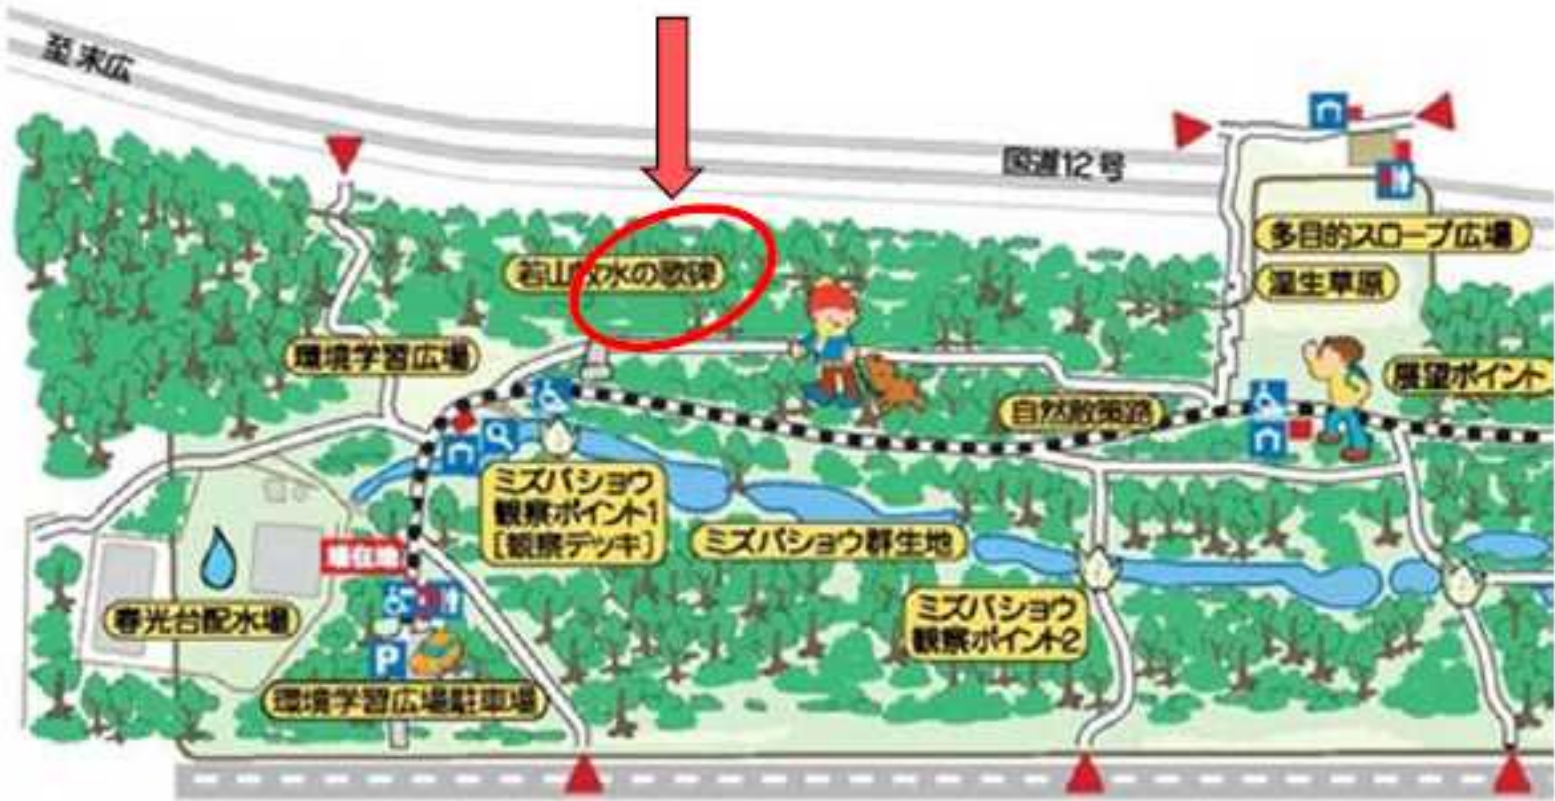 至 末広
国道12号
多目的スロープ広場
若山牧水の歌碑
湿生草原
環境学習広場
展望ポイント
自然散策路
ミズバショウ
観察ポイント1
[観察デッキ]
ミズバショウ群生地
現在地
春光台配水場
ミズバショウ
観察ポイント2
P
環境学習広場駐車場